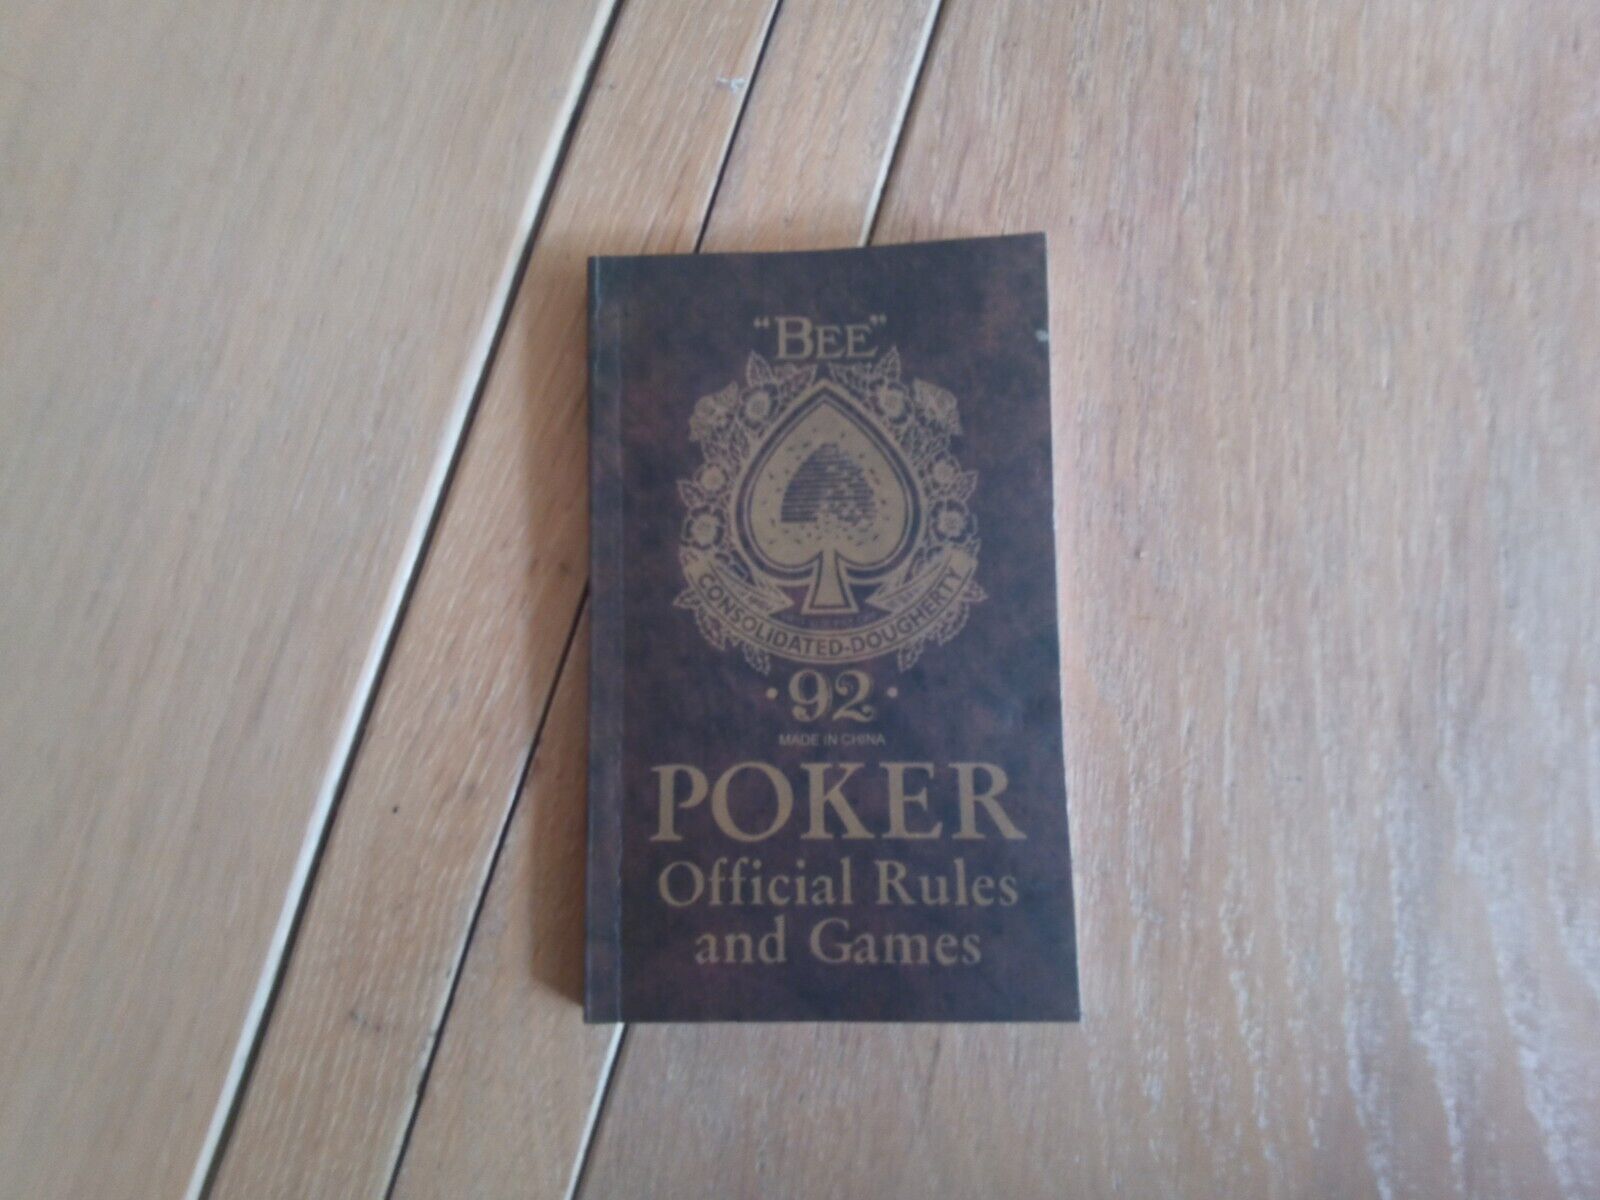 "BEE"
CONSOLIDATED-DOUGHERTY
·92·
MADE IN CHINA
POKER
Official Rules
and Games